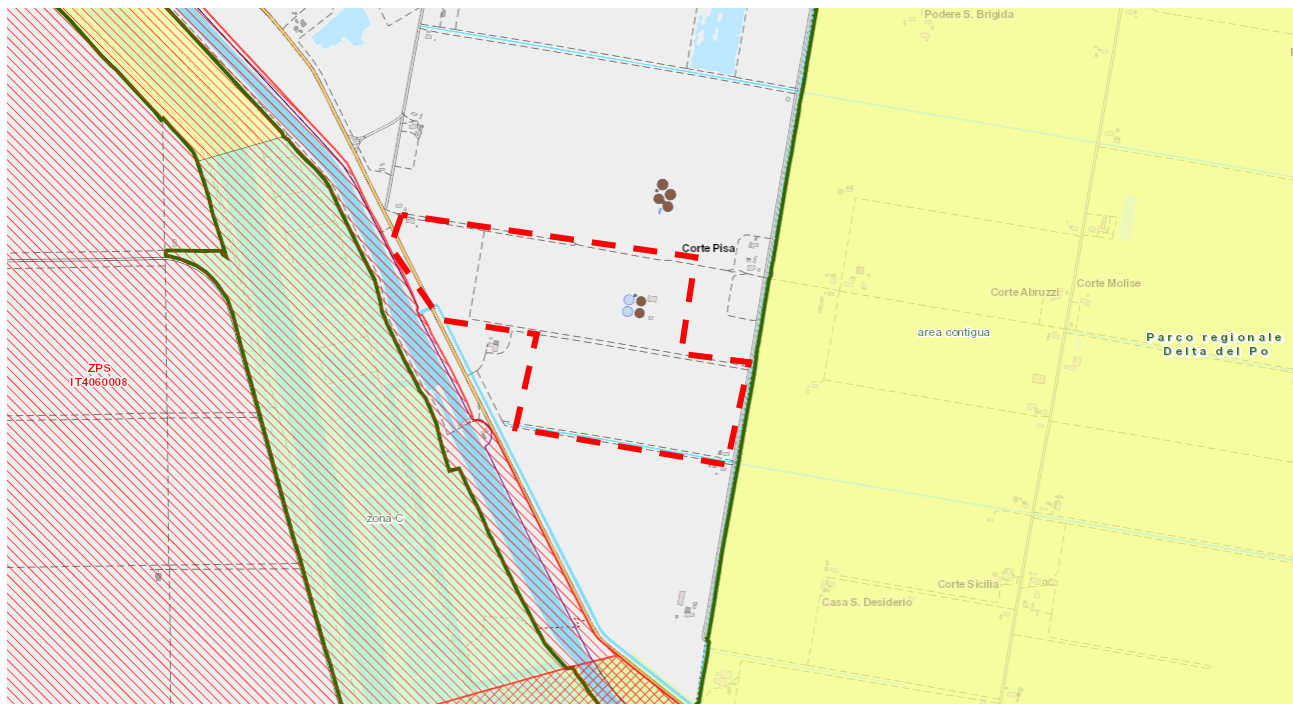 Podere S. Brigida
Corte Pisa
Corte Molise
Corte Abruzzi
area contigua
Parco regionale
Delta del Po
ZPS
IT4060008
zona C
Corte Sicilia
Casa S. Desiderio